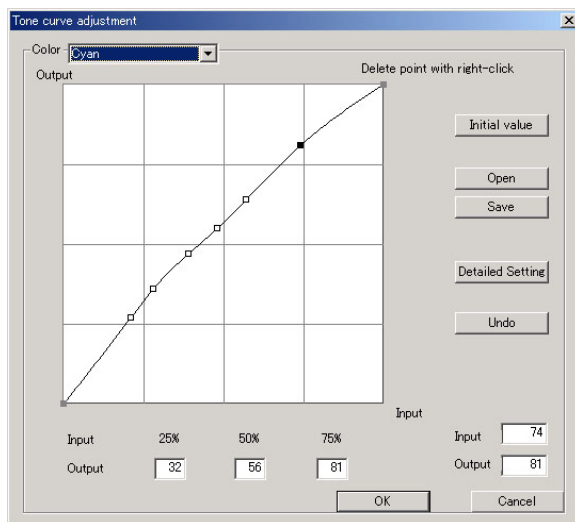 Tone curve adjustment
Color Cyan
Output
Delete point with right-click
Initial value
Open
Save
Detailed Setting
Undo
Input
Input 25% 50% 75%
Output 32 56 81
Input 74
Output 81
OK Cancel